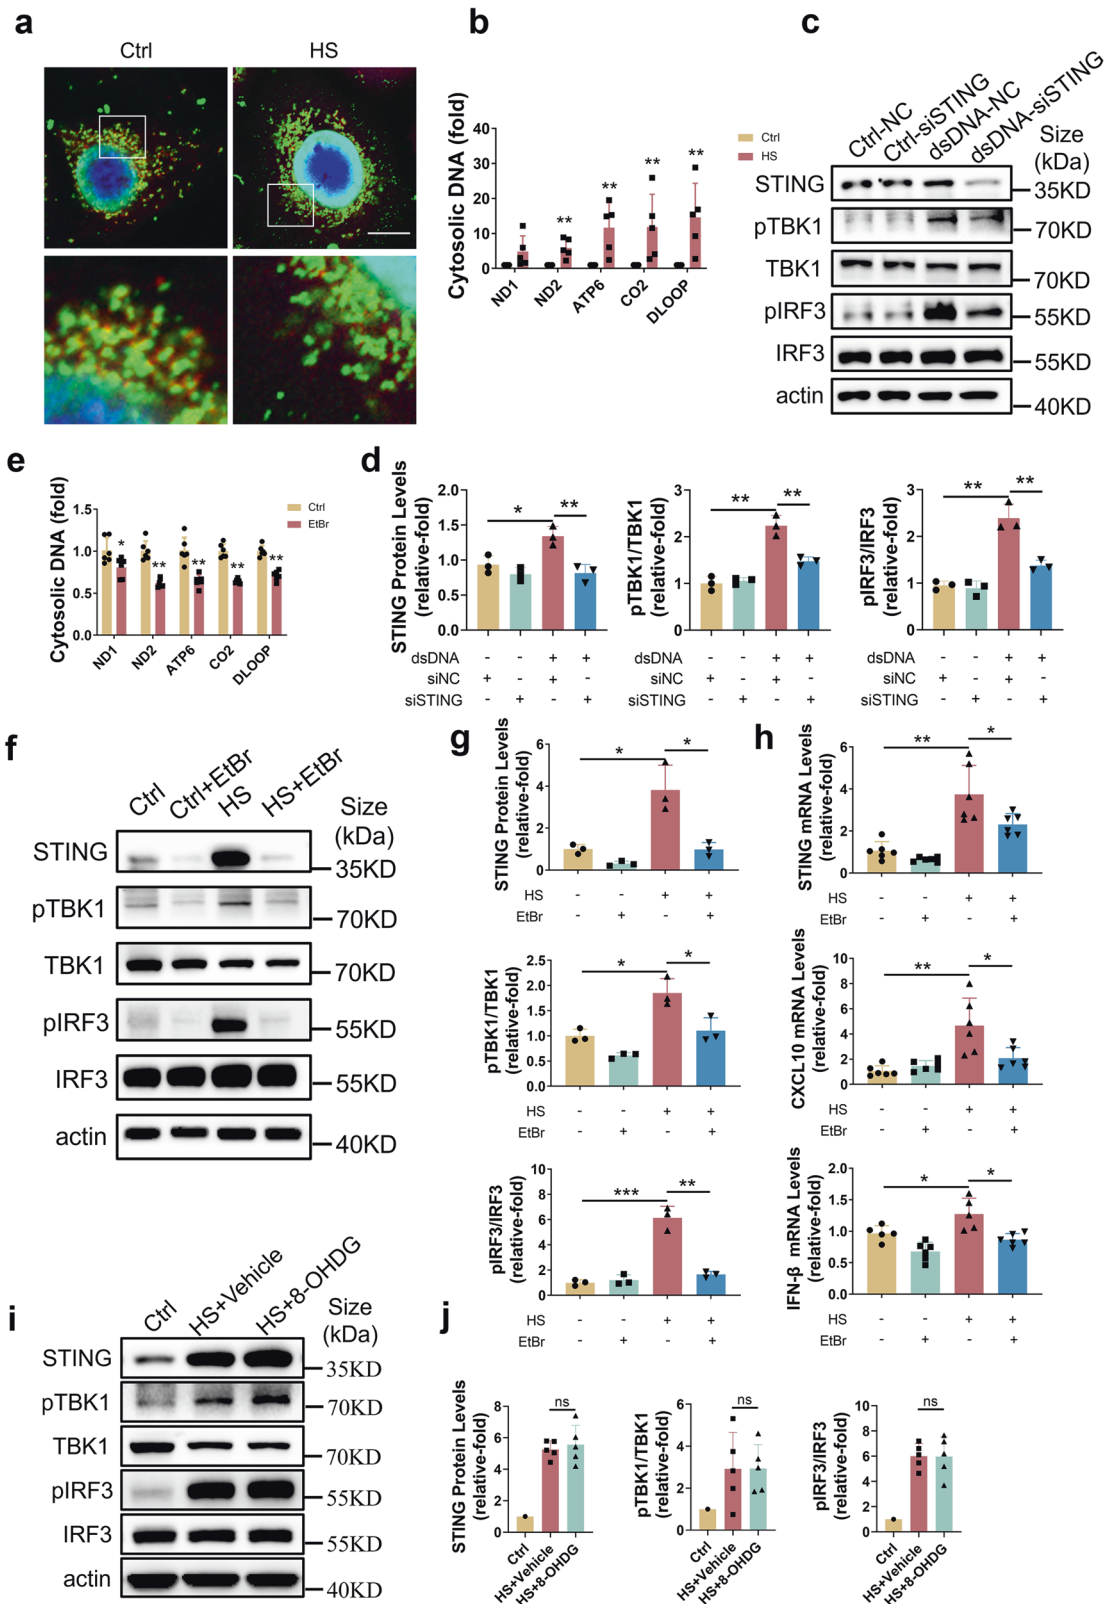 a
Ctrl
HS
b
Cytosolic DNA (fold)
40
30
20
10
0
**
**
**
**
ND1
ND2
ATP6
CO2
DLOOP
Ctrl
HS
c
Ctrl-NC
Ctrl-siSTING
dsDNA-NC
dsDNA-siSTING
Size
(kDa)
STING
35KD
pTBK1
70KD
TBK1
70KD
pIRF3
55KD
IRF3
55KD
actin
40KD
e
Cytosolic DNA (fold)
1.5
1.0
0.5
0.0
*
**
**
**
**
ND1
ND2
ATP6
CO2
DLOOP
Ctrl
EtBr
d
STING Protein Levels
(relative-fold)
2.0
1.5
1.0
0.5
0.0
*
**
dsDNA - - + +
siNC + - + -
siSTING - + - +
pTBK1/TBK1
(relative-fold)
3
2
1
0
**
**
dsDNA - - + +
siNC + - + -
siSTING - + - +
pIRF3/IRF3
(relative-fold)
3
2
1
0
**
**
dsDNA - - + +
siNC + - + -
siSTING - + - +
f
Ctrl
Ctrl+EtBr
HS
HS+EtBr
Size
(kDa)
STING
35KD
pTBK1
70KD
TBK1
70KD
pIRF3
55KD
IRF3
55KD
actin
40KD
g
STING Protein Levels
(relative-fold)
6
4
2
0
*
*
HS - - + +
EtBr - + - +
pTBK1/TBK1
(relative-fold)
2.5
2.0
1.5
1.0
0.5
0.0
*
*
HS - - + +
EtBr - + - +
pIRF3/IRF3
(relative-fold)
10
8
6
4
2
0
***
**
HS - - + +
EtBr - + - +
h
STING mRNA Levels
(relative-fold)
6
4
2
0
**
*
HS - - + +
EtBr - + - +
CXCL10 mRNA Levels
(relative-fold)
10
8
6
4
2
0
**
*
HS - - + +
EtBr - + - +
IFN-β mRNA Levels
(relative-fold)
2.0
1.5
1.0
0.5
0.0
*
*
HS - - + +
EtBr - + - +
i
Ctrl
HS+Vehicle
HS+8-OHDG
Size
(kDa)
STING
35KD
pTBK1
70KD
TBK1
70KD
pIRF3
55KD
IRF3
55KD
actin
40KD
j
STING Protein Levels
(relative-fold)
8
6
4
2
0
ns
Ctrl
HS+Vehicle
HS+8-OHDG
pTBK1/TBK1
(relative-fold)
6
4
2
0
ns
Ctrl
HS+Vehicle
HS+8-OHDG
pIRF3/IRF3
(relative-fold)
10
8
6
4
2
0
ns
Ctrl
HS+Vehicle
HS+8-OHDG